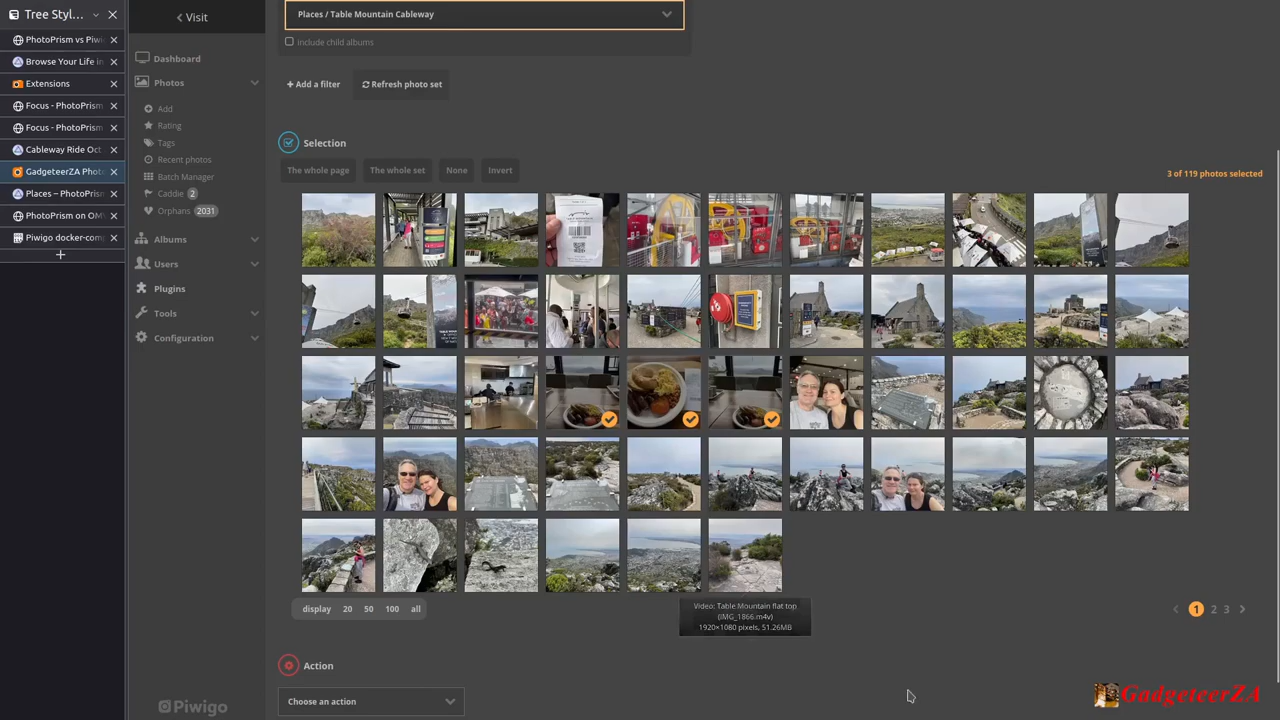 Tree Styl...
PhotoPrism vs Piwi
Browse Your Life in
Extensions
Focus - PhotoPrism
Focus - PhotoPrism
Cableway Ride Oct
GadgeteerZA Phot
Places – PhotoPris
PhotoPrism on OM
Piwigo docker-com
Visit
Dashboard
Photos
Add
Rating
Tags
Recent photos
Batch Manager
Caddie 2
Orphans 2031
Albums
Users
Plugins
Tools
Configuration
Piwigo
Places / Table Mountain Cableway
include child albums
+ Add a filter
Refresh photo set
Selection
The whole page
The whole set
None
Invert
3 of 119 photos selected
display 20 50 100 all
Video: Table Mountain flat top
(IMG_1866.m4v)
1920×1080 pixels, 51.26MB
1 2 3
Action
Choose an action
GadgeteerZA